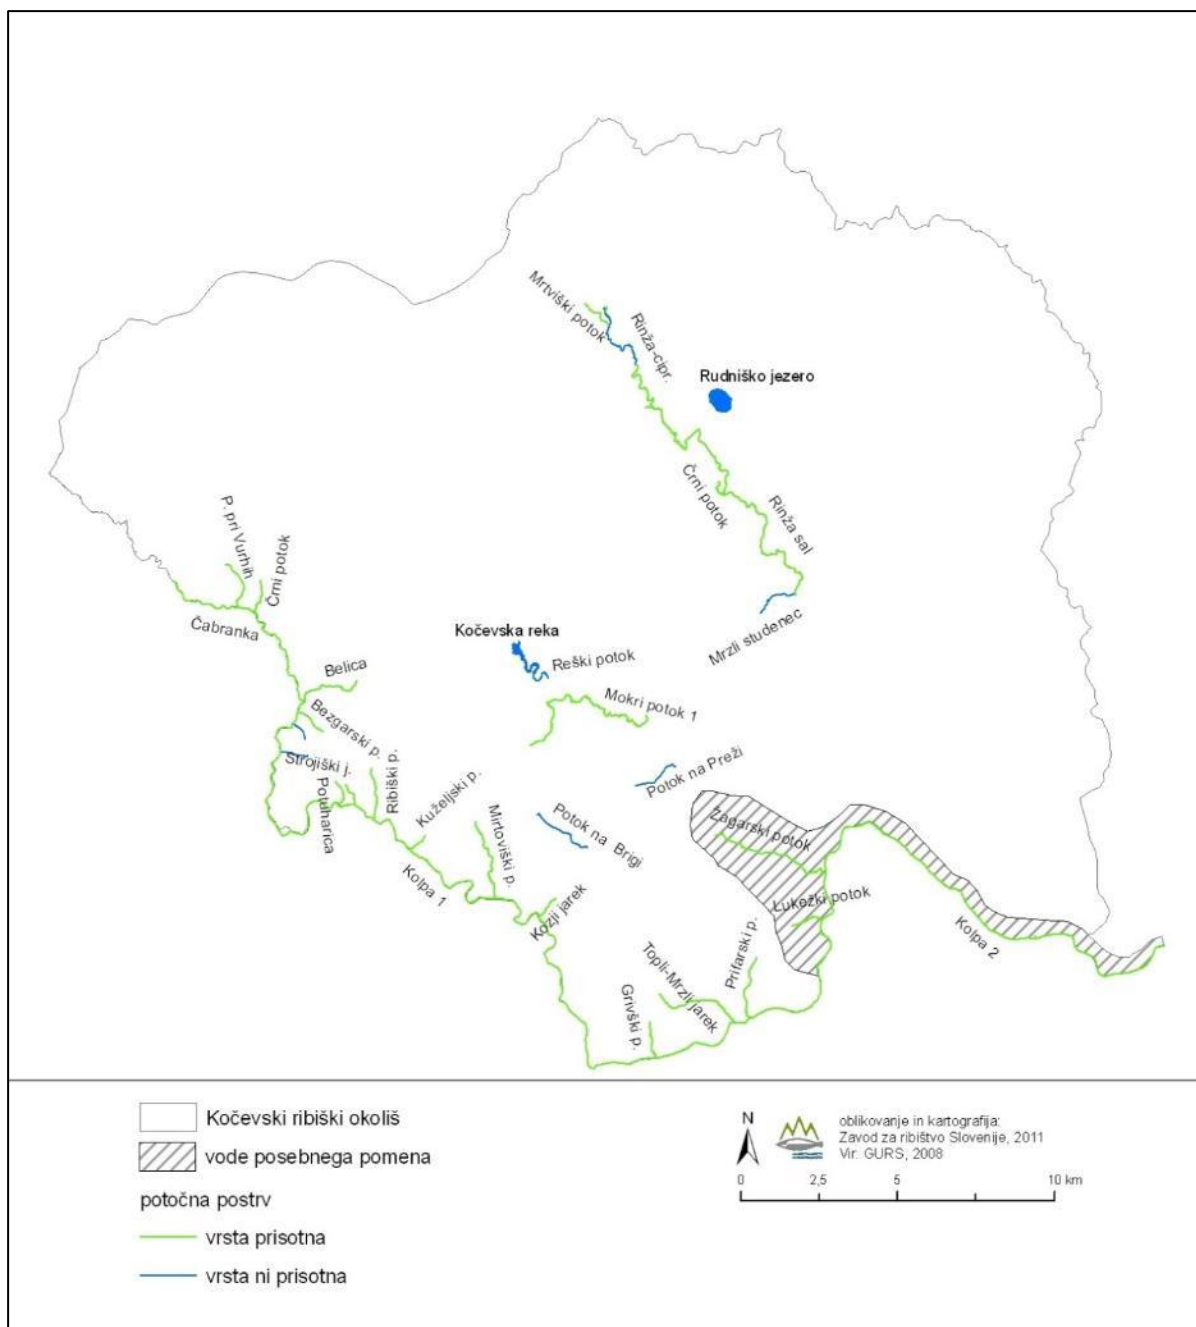 Mrtviški potok
Rinža-cipr.
Rudniško jezero
Črni potok
Rinža sal
P. pri Vurhih
Črni potok
Čabranka
Mrzli studenec
Kočevska reka
Reški potok
Belica
Mokri potok 1
Bezgarski p.
Strojiški j.
Potuharica
Ribiški p.
Kuželjski p.
Potok na Preži
Mirtoviški p.
Potok na Brigi
Žagarski potok
Kolpa 1
Kozji jarek
Lukežki potok
Kolpa 2
Prifarski p.
Topli-Mrzli jarek
Grivški p.
Kočevski ribiški okoliš
vode posebnega pomena
potočna postrv
vrsta prisotna
vrsta ni prisotna
N
oblikovanje in kartografija:
Zavod za ribištvo Slovenije, 2011
Vir. GURS, 2008
0 2,5 5 10 km